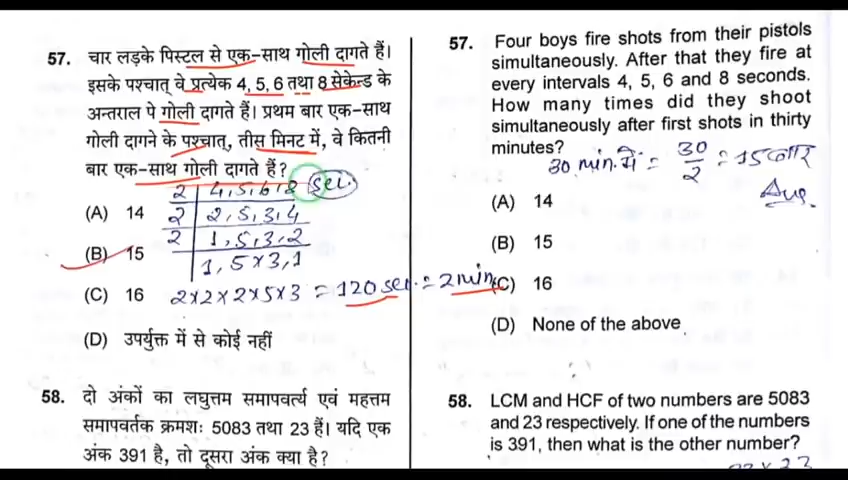 57. चार लड़के पिस्टल से एक-साथ गोली दागते हैं।
इसके पश्चात् वे प्रत्येक 4, 5, 6 तथा 8 सेकेन्ड के
अन्तराल पे गोली दागते हैं। प्रथम बार एक-साथ
गोली दागने के पश्चात्, तीस मिनट में, वे कितनी
बार एक-साथ गोली दागते हैं?
2 | 4, 5, 6, 8 sec.
(A) 14
2 | 2, 5, 3, 4
2 | 1, 5, 3, 2
(B) 15
1, 5 × 3, 1
(C) 16
2×2×2×5×3 = 120 sec. = 2 min
(D) उपर्युक्त में से कोई नहीं
58. दो अंकों का लघुत्तम समापवर्त्य एवं महत्तम
समापवर्तक क्रमशः 5083 तथा 23 हैं। यदि एक
अंक 391 है, तो दूसरा अंक क्या है?
57. Four boys fire shots from their pistols
simultaneously. After that they fire at
every intervals 4, 5, 6 and 8 seconds.
How many times did they shoot
simultaneously after first shots in thirty
minutes?
30 min. में = 30/2 = 15 बार
Ans.
(A) 14
(B) 15
(C) 16
(D) None of the above
58. LCM and HCF of two numbers are 5083
and 23 respectively. If one of the numbers
is 391, then what is the other number?